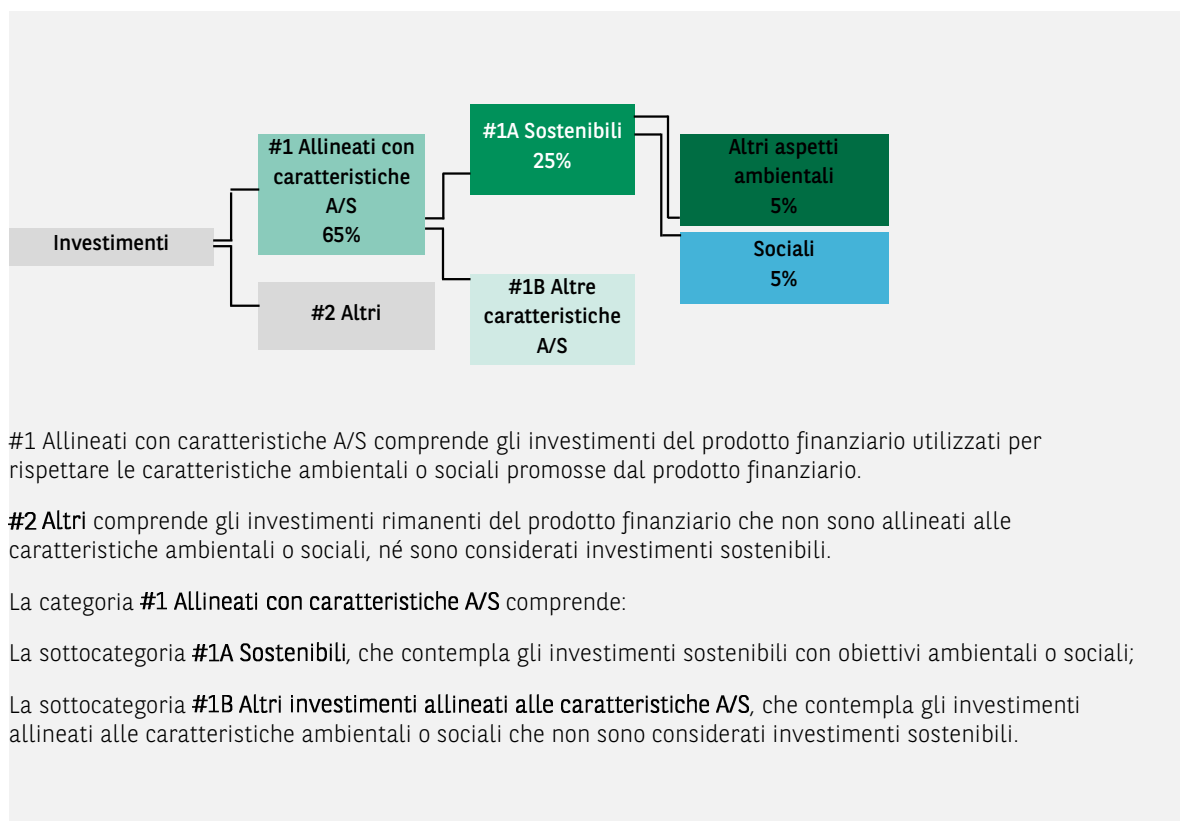 #1A Sostenibili
25%
#1 Allineati con
caratteristiche
A/S
65%
Altri aspetti
ambientali
5%
Investimenti
Sociali
5%
#2 Altri
#1B Altre
caratteristiche
A/S
#1 Allineati con caratteristiche A/S comprende gli investimenti del prodotto finanziario utilizzati per
rispettare le caratteristiche ambientali o sociali promosse dal prodotto finanziario.
#2 Altri comprende gli investimenti rimanenti del prodotto finanziario che non sono allineati alle
caratteristiche ambientali o sociali, né sono considerati investimenti sostenibili.
La categoria #1 Allineati con caratteristiche A/S comprende:
La sottocategoria #1A Sostenibili, che contempla gli investimenti sostenibili con obiettivi ambientali o sociali;
La sottocategoria #1B Altri investimenti allineati alle caratteristiche A/S, che contempla gli investimenti
allineati alle caratteristiche ambientali o sociali che non sono considerati investimenti sostenibili.